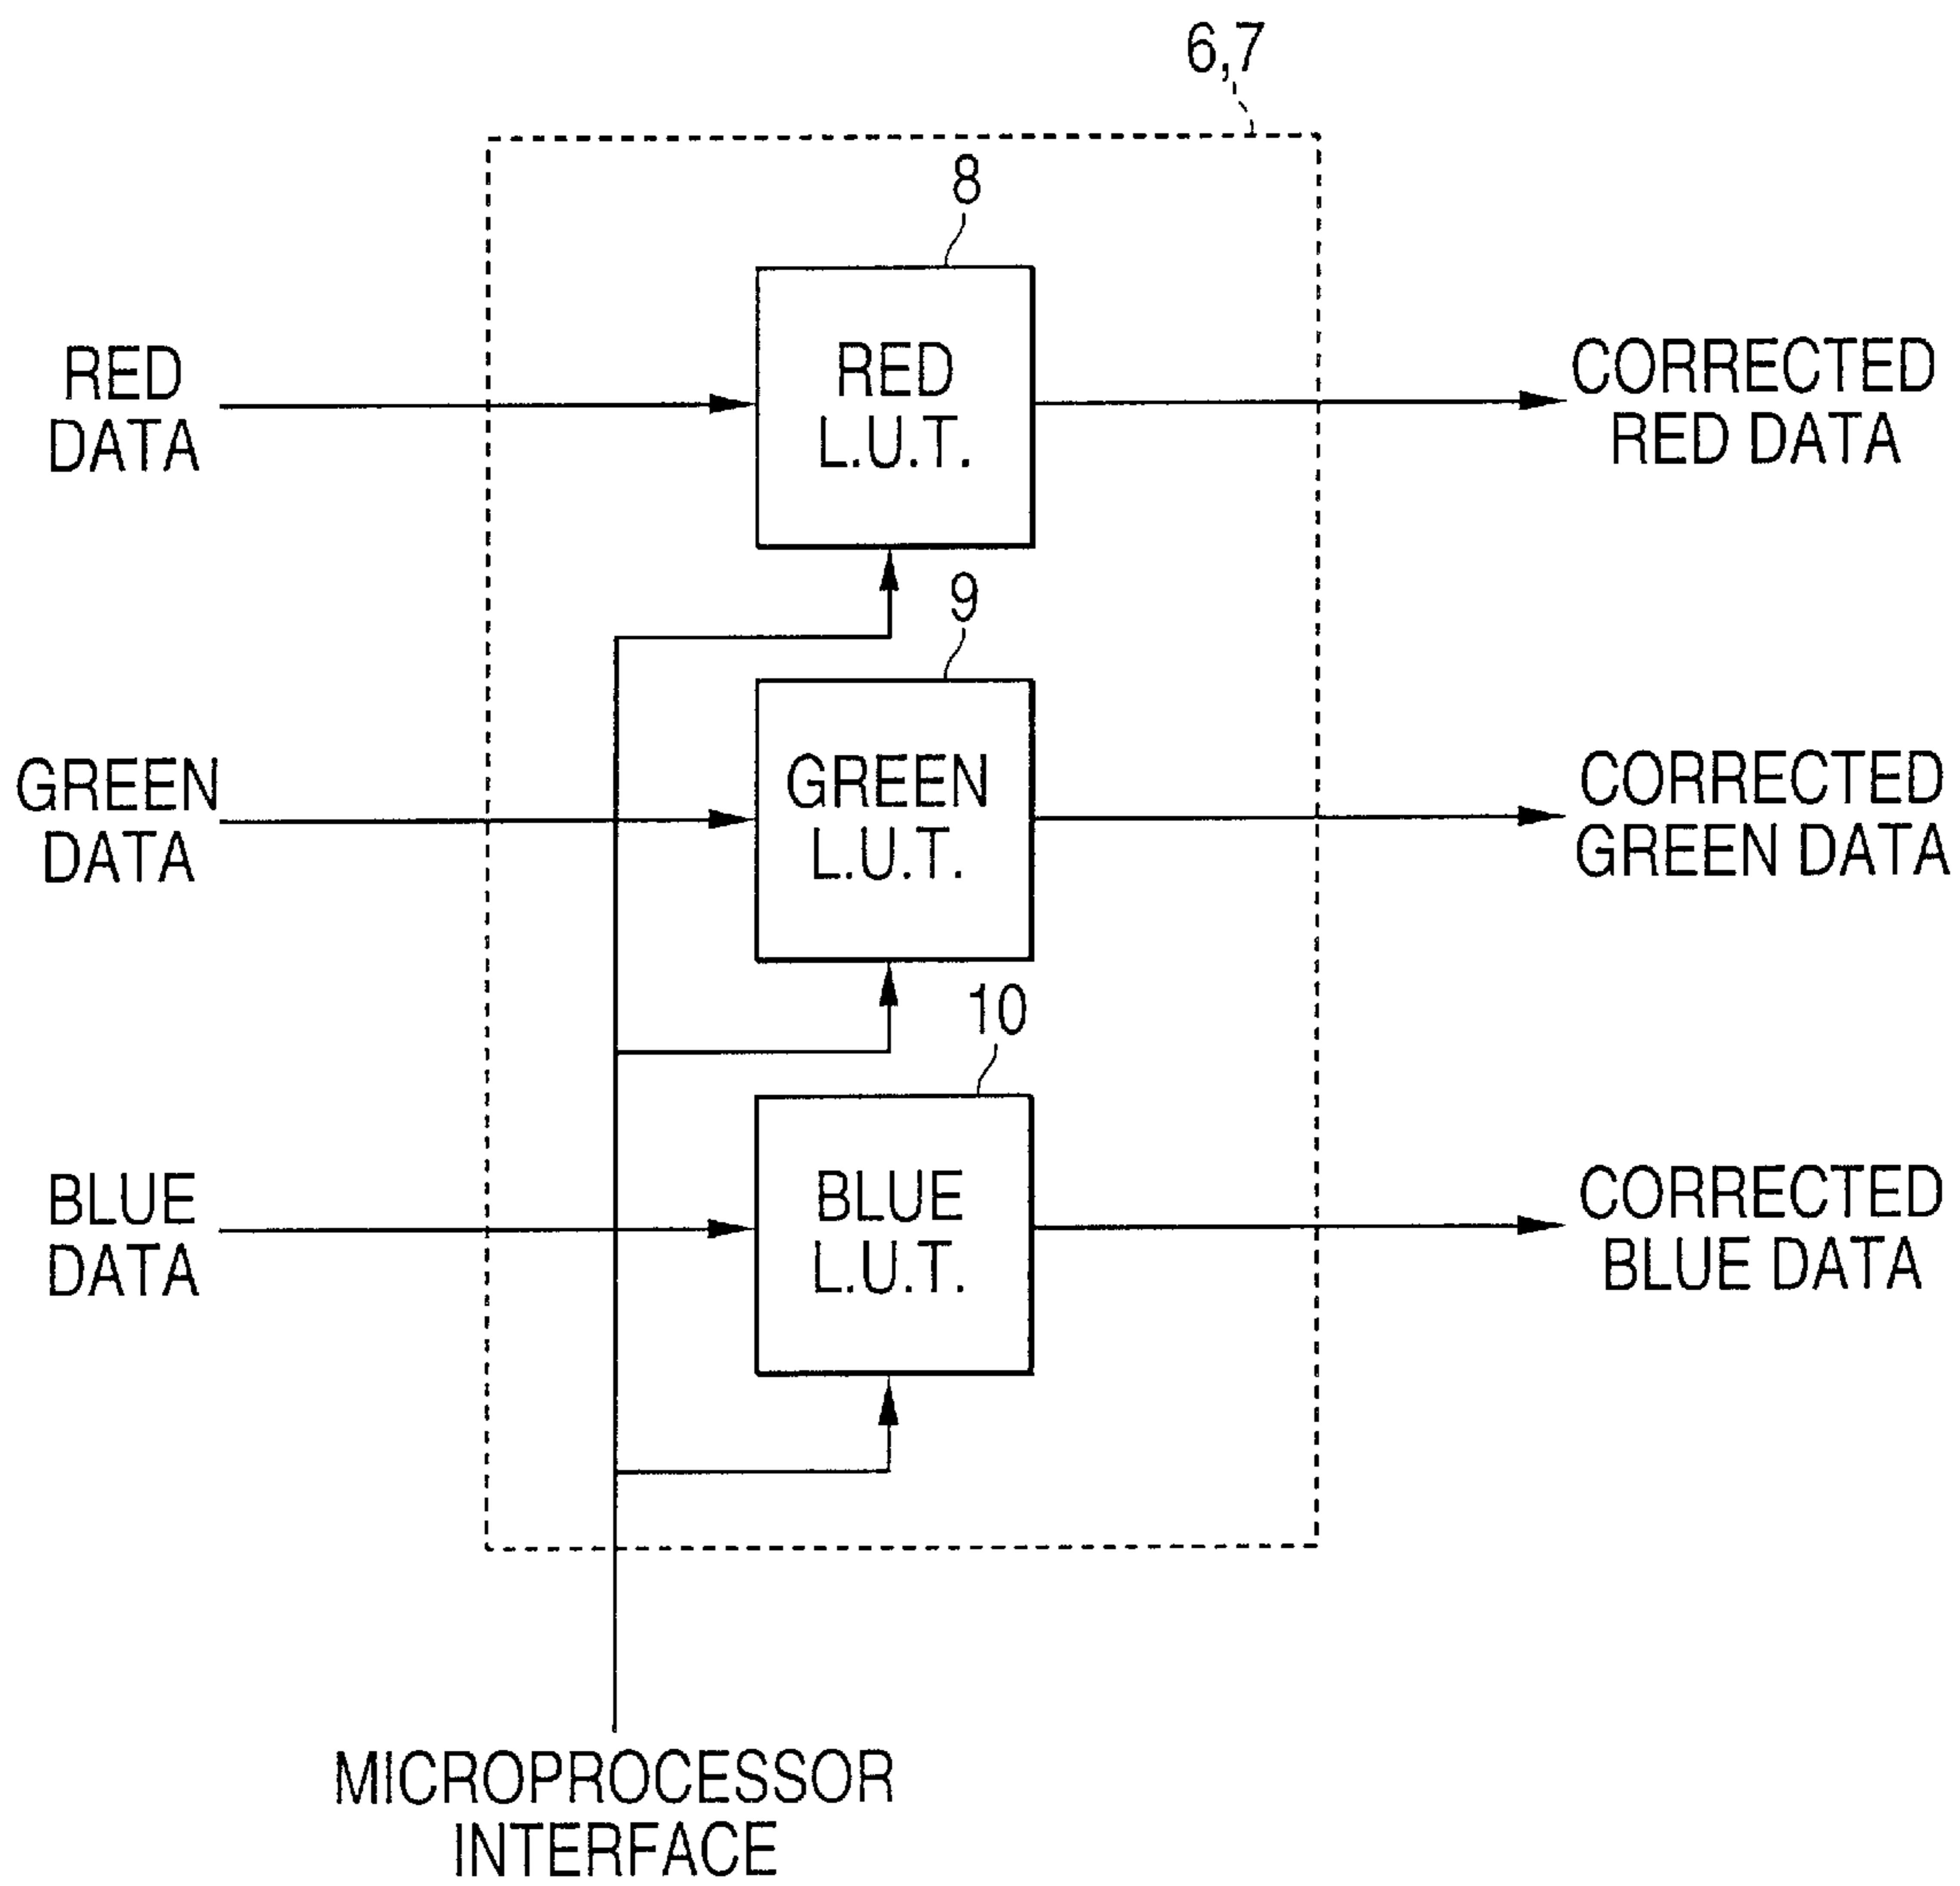 6,7
8
RED
DATA
RED
L.U.T.
CORRECTED
RED DATA
9
GREEN
DATA
GREEN
L.U.T.
CORRECTED
GREEN DATA
10
BLUE
DATA
BLUE
L.U.T.
CORRECTED
BLUE DATA
MICROPROCESSOR
INTERFACE